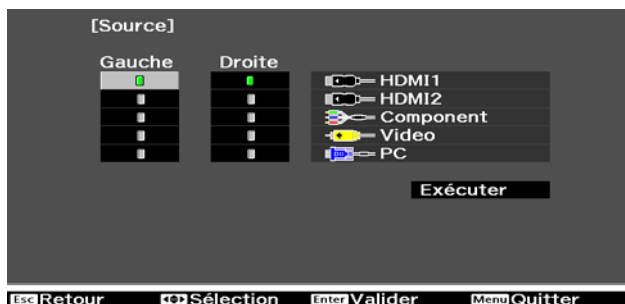 [Source]
Gauche Droite
HDMI1
HDMI2
Component
Video
PC
Exécuter
Esc Retour Sélection Enter Valider Menu Quitter